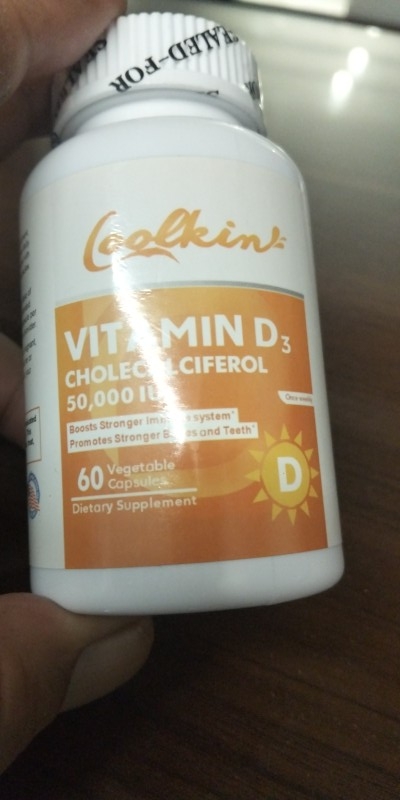 SEALED-FOR
Coolkin
VITAMIN D3
CHOLECALCIFEROL
50,000 IU
Once weekly
Boosts Stronger Immune system*
Promotes Stronger Bones and Teeth*
60 Vegetable
Capsules
Dietary Supplement
D